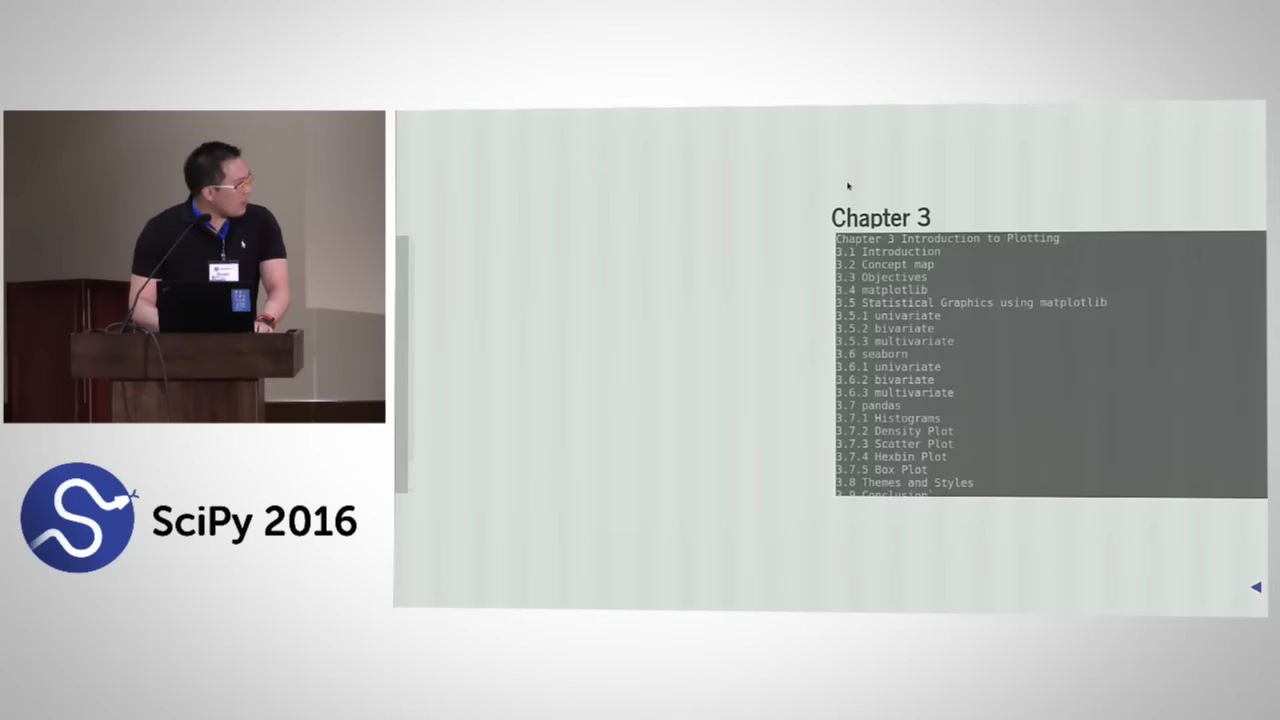 Chapter 3
Chapter 3 Introduction to Plotting
3.1 Introduction
3.2 Concept map
3.3 Objectives
3.4 matplotlib
3.5 Statistical Graphics using matplotlib
3.5.1 univariate
3.5.2 bivariate
3.5.3 multivariate
3.6 seaborn
3.6.1 univariate
3.6.2 bivariate
3.6.3 multivariate
3.7 pandas
3.7.1 Histograms
3.7.2 Density Plot
3.7.3 Scatter Plot
3.7.4 Hexbin Plot
3.7.5 Box Plot
3.8 Themes and Styles
3.9 Conclusion`
SciPy 2016